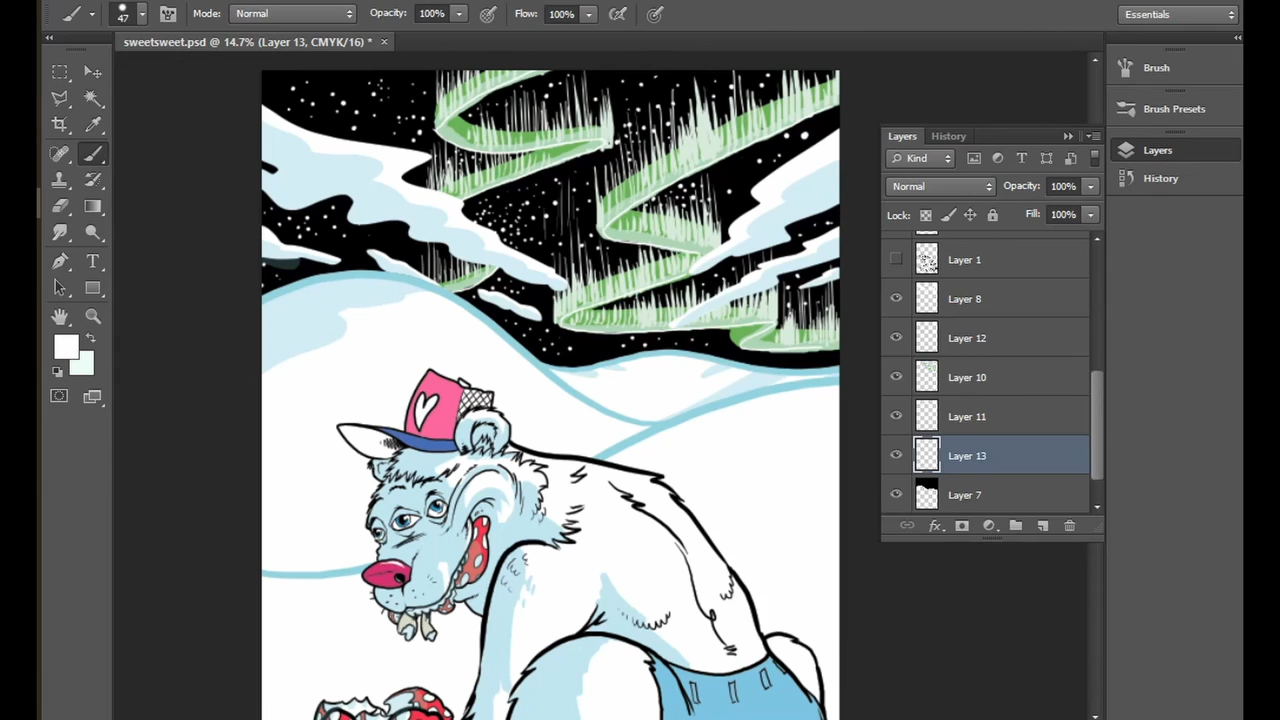 47 Mode: Normal Opacity: 100% Flow: 100% Essentials
sweetsweet.psd @ 14.7% (Layer 13, CMYK/16) * ×
Brush
Brush Presets
Layers
History
Layers History
Kind
Normal Opacity: 100%
Lock: Fill: 100%
Layer 1
Layer 8
Layer 12
Layer 10
Layer 11
Layer 13
Layer 7
fx